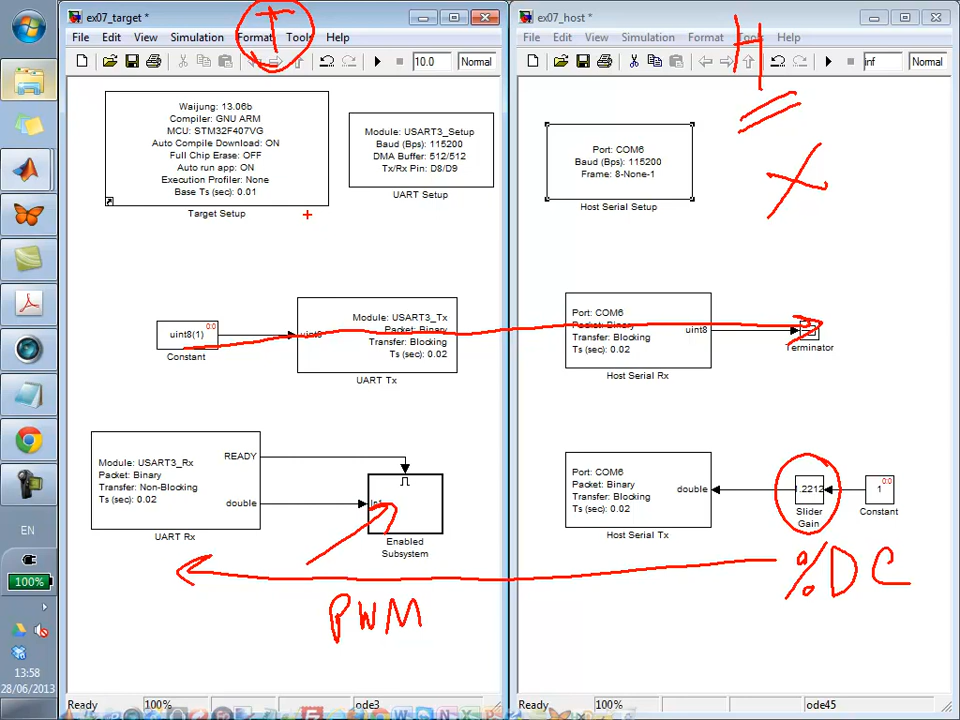 ex07_target *
File Edit View Simulation Format Tools Help
10.0 Normal
Waijung: 13.06b
Compiler: GNU ARM
MCU: STM32F407VG
Auto Compile Download: ON
Full Chip Erase: OFF
Auto run app: ON
Execution Profiler: None
Base Ts (sec): 0.01
Target Setup
Module: USART3_Setup
Baud (Bps): 115200
DMA Buffer: 512/512
Tx/Rx Pin: D8/D9
UART Setup
uint8(1) 0:0
Constant
uint8
Module: USART3_Tx
Packet: Binary
Transfer: Blocking
Ts (sec): 0.02
UART Tx
Module: USART3_Rx
Packet: Binary
Transfer: Non-Blocking
Ts (sec): 0.02
READY
double
UART Rx
In1
Enabled
Subsystem
PWM
Ready 100% ode3
T
ex07_host *
File Edit View Simulation Format Tools Help
inf Normal
H
X
Port: COM6
Baud (Bps): 115200
Frame: 8-None-1
Host Serial Setup
Port: COM6
Packet: Binary
Transfer: Blocking
Ts (sec): 0.02
uint8
Host Serial Rx
Terminator
Port: COM6
Packet: Binary
Transfer: Blocking
Ts (sec): 0.02
double
Host Serial Tx
1.2212
Slider
Gain
0:0
1
Constant
%DC
Ready 100% ode45
EN
100%
13:58
28/06/2013